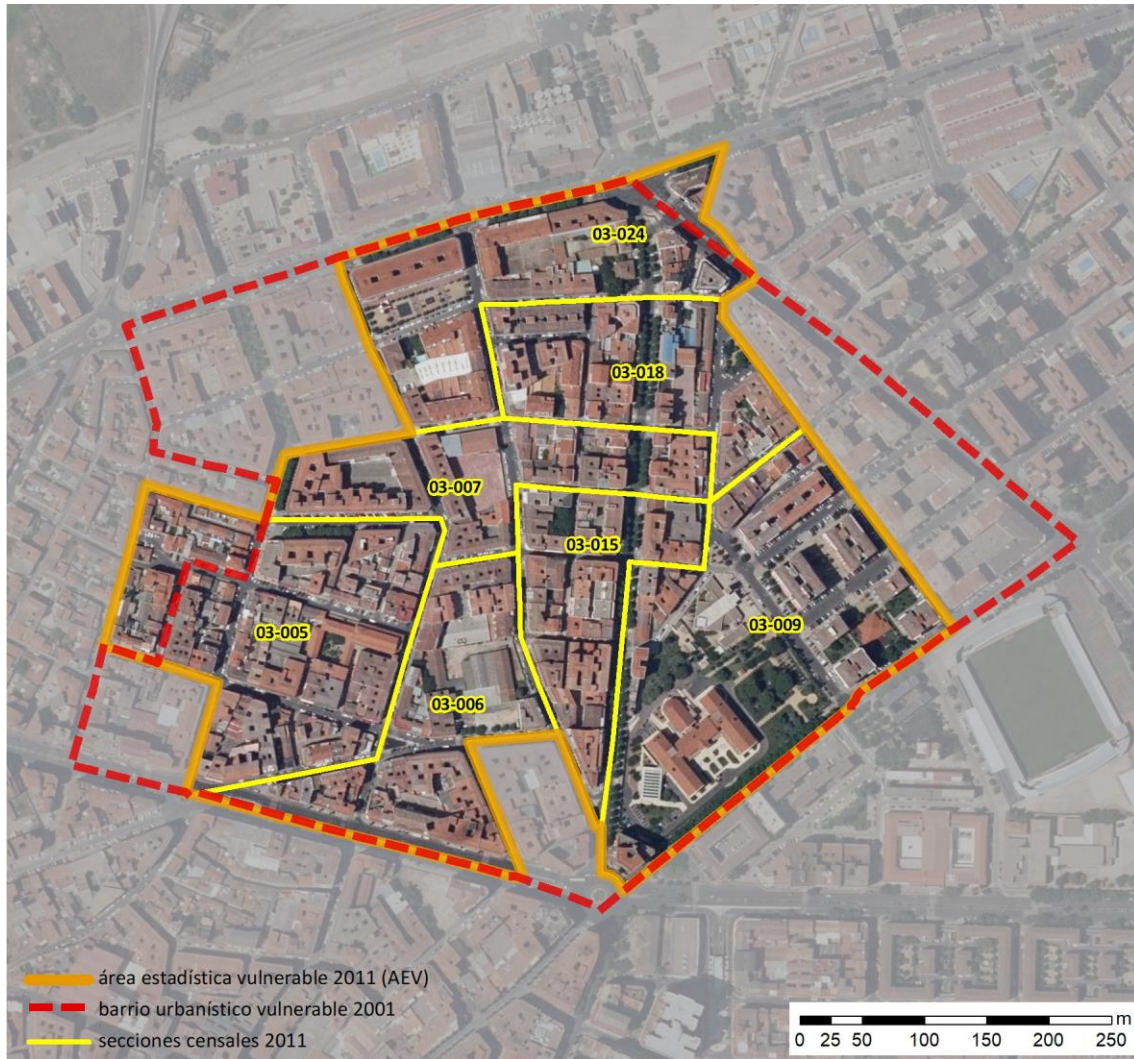 03-024
03-018
03-007
03-015
03-005
03-009
03-006
área estadística vulnerable 2011 (AEV)
barrio urbanístico vulnerable 2001
secciones censales 2011
m
0 25 50 100 150 200 250